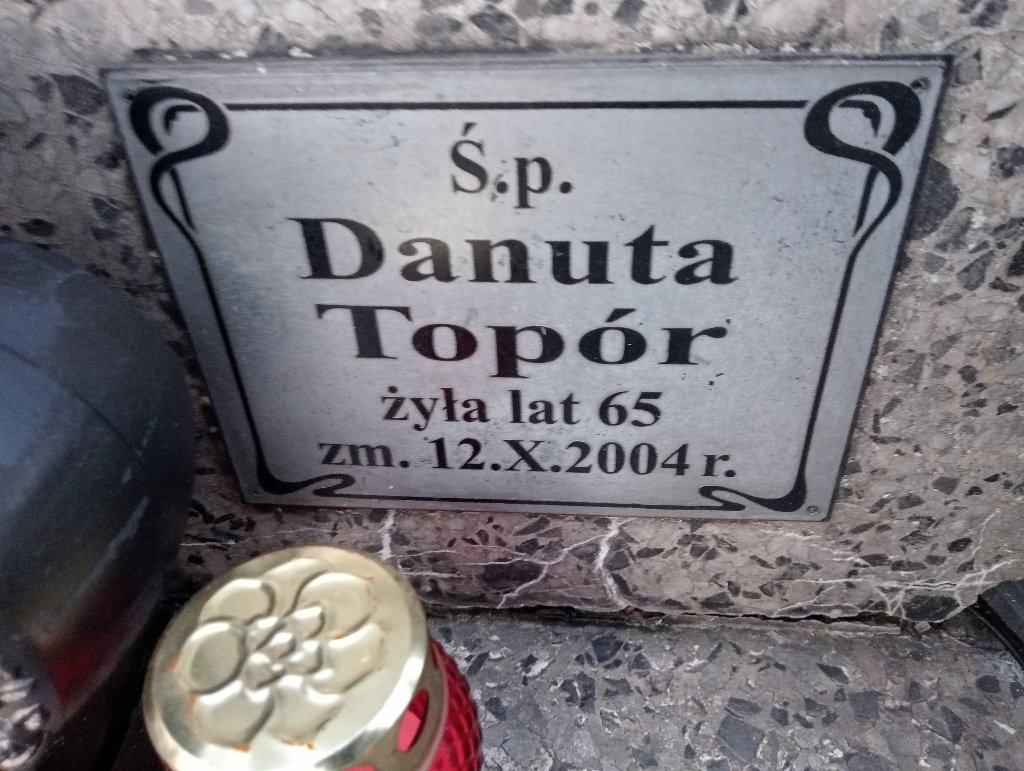 Ś.p.
Danuta
Topór
żyła lat 65
zm. 12.X.2004 r.